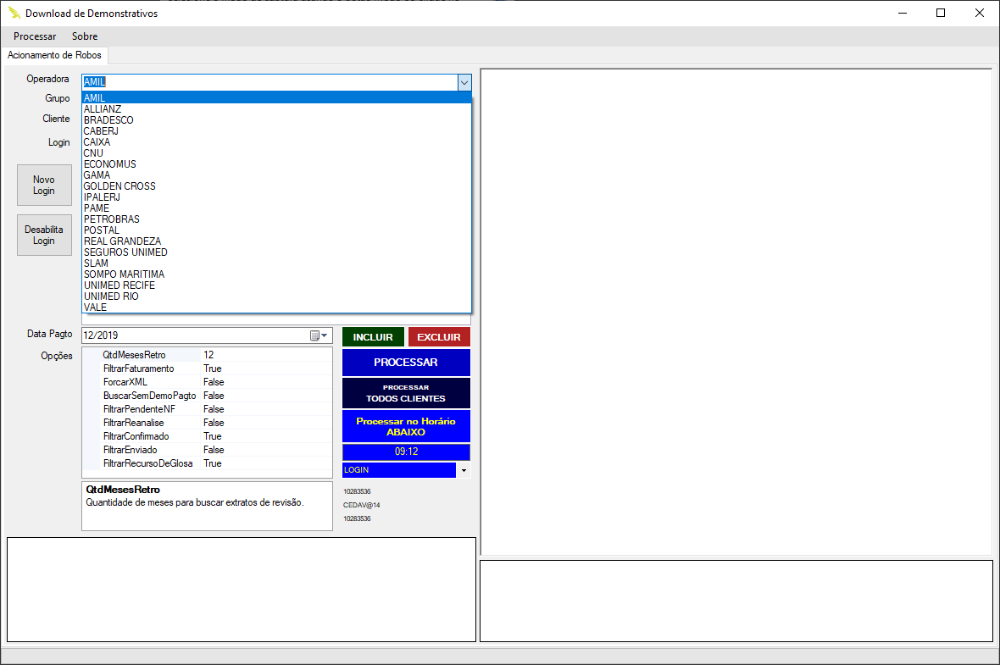 Download de Demonstrativos
Processar Sobre
Acionamento de Robos
Operadora AMIL
Grupo
Cliente
Login
Novo
Login
Desabilita
Login
AMIL
ALLIANZ
BRADESCO
CABERJ
CAIXA
CNU
ECONOMUS
GAMA
GOLDEN CROSS
IPALERJ
PAME
PETROBRAS
POSTAL
REAL GRANDEZA
SEGUROS UNIMED
SLAM
SOMPO MARITIMA
UNIMED RECIFE
UNIMED RIO
VALE
Data Pagto 12/2019
Opções
QtdMesesRetro 12
FiltrarFaturamento True
ForcarXML False
BuscarSemDemoPagto False
FiltrarPendenteNF False
FiltrarReanalise False
FiltrarConfirmado True
FiltrarEnviado False
FiltrarRecursoDeGlosa True
QtdMesesRetro
Quantidade de meses para buscar extratos de revisão.
INCLUIR EXCLUIR
PROCESSAR
PROCESSAR
TODOS CLIENTES
Processar no Horário
ABAIXO
09:12
LOGIN
10283536
CEDAV@14
10283536